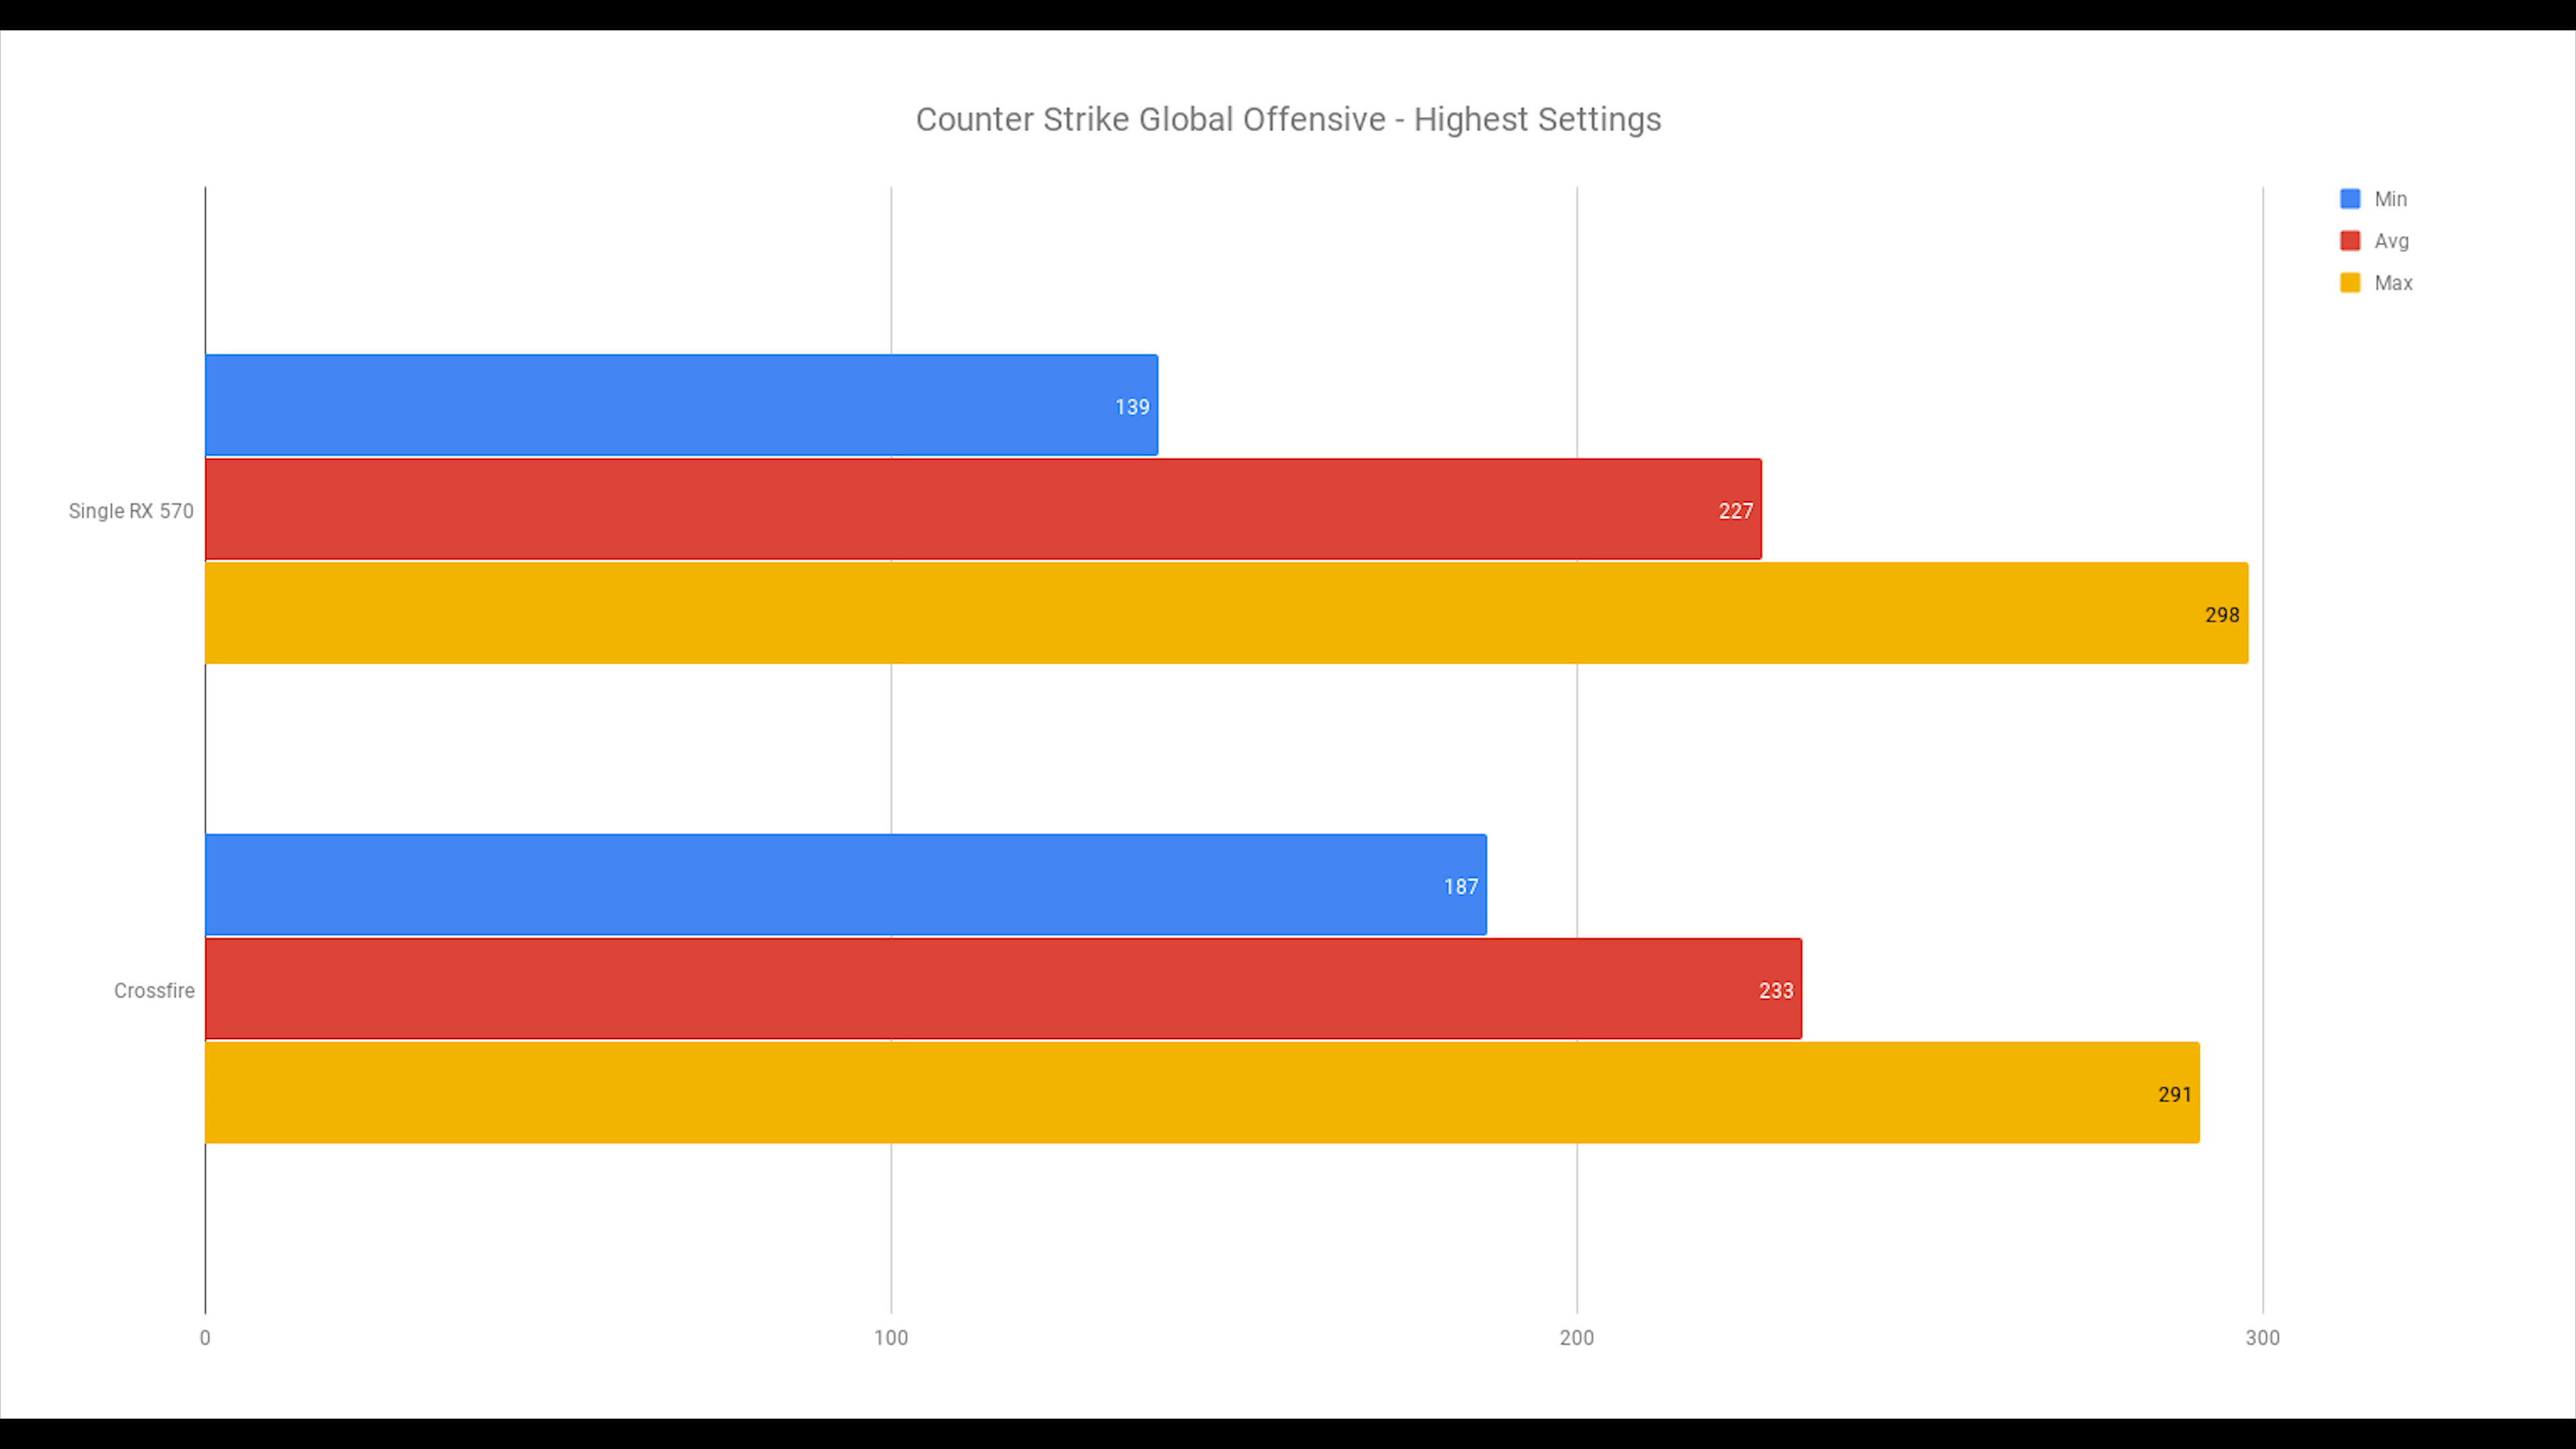 Counter Strike Global Offensive - Highest Settings
Min
Avg
Max
139
Single RX 570
227
298
187
Crossfire
233
291
0 100 200 300